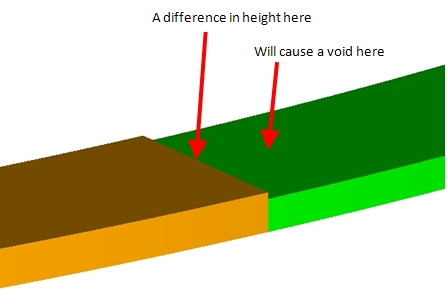 A difference in height here
Will cause a void here